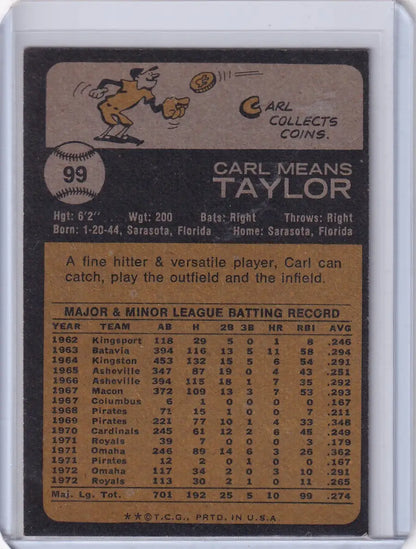 CARL
COLLECTS
COINS.
99
CARL MEANS
TAYLOR
Hgt: 6'2" Wgt: 200 Bats: Right Throws: Right
Born: 1-20-44, Sarasota, Florida Home: Sarasota, Florida
A fine hitter & versatile player, Carl can
catch, play the outfield and the infield.
MAJOR & MINOR LEAGUE BATTING RECORD
YEAR TEAM AB H 2B 3B HR RBI AVG
1962 Kingsport 118 29 5 0 1 8 .246
1963 Batavia 394 116 13 5 11 58 .294
1964 Kingston 453 132 15 5 6 54 .291
1965 Asheville 347 87 19 0 4 43 .251
1966 Asheville 394 115 18 1 7 35 .292
1967 Macon 372 109 13 3 7 53 .293
1967 Columbus 6 1 0 0 0 0 .167
1968 Pirates 71 15 1 0 0 7 .211
1969 Pirates 221 77 10 1 4 33 .348
1970 Cardinals 245 61 12 2 6 45 .249
1971 Royals 39 7 0 0 0 3 .179
1971 Omaha 246 89 14 6 3 26 .362
1971 Pirates 12 2 0 1 0 0 .167
1972 Omaha 117 34 2 0 3 10 .291
1972 Royals 113 30 2 1 0 11 .265
Maj. Lg. Tot. 701 192 25 5 10 99 .274
**©T.C.G., PRTD. IN U.S.A